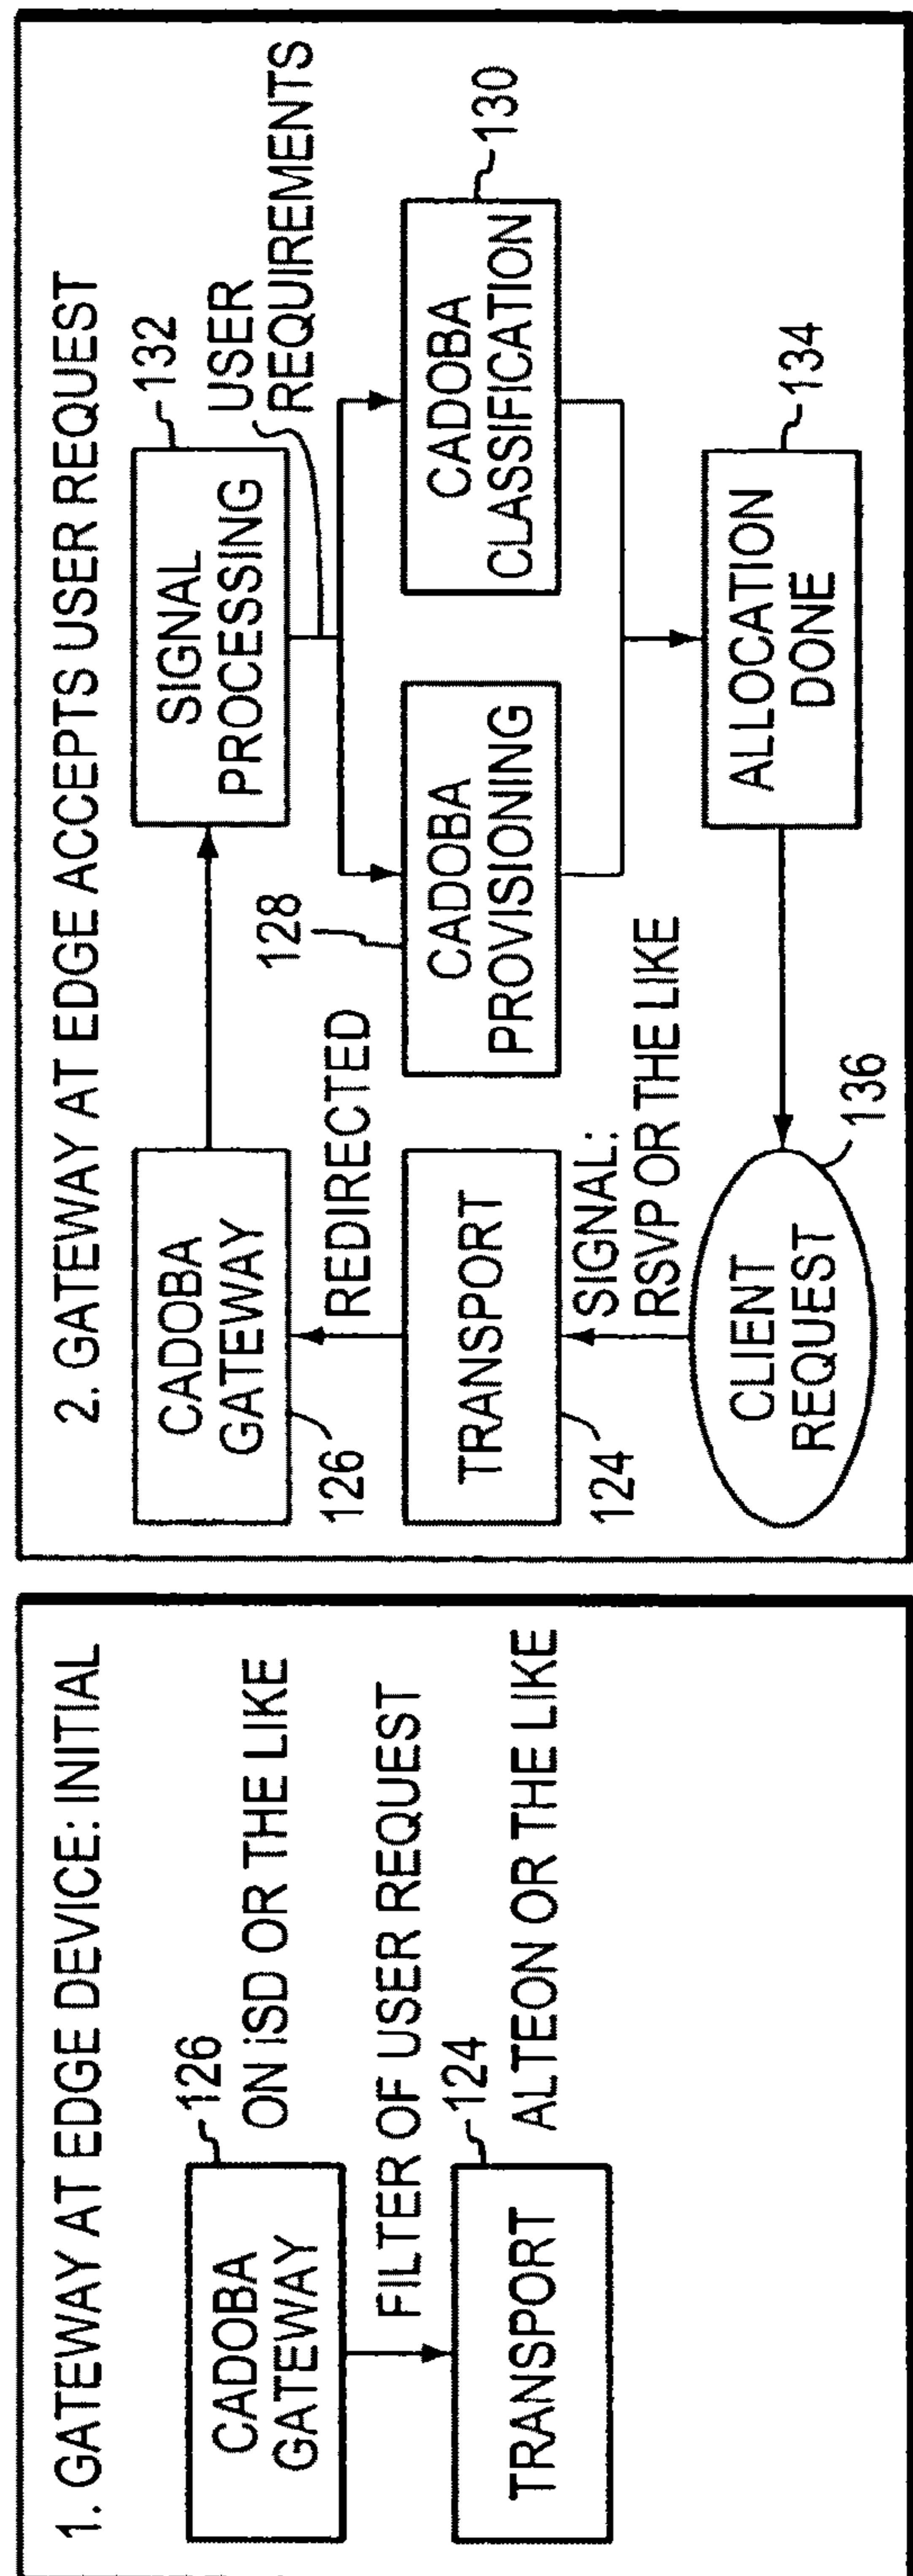 1. GATEWAY AT EDGE DEVICE: INITIAL
126
CADOBA
GATEWAY
ON iSD OR THE LIKE
FILTER OF USER REQUEST
124
TRANSPORT
ALTEON OR THE LIKE
2. GATEWAY AT EDGE ACCEPTS USER REQUEST
CADOBA
GATEWAY
126
SIGNAL
PROCESSING
132
USER
REQUIREMENTS
REDIRECTED
128
CADOBA
PROVISIONING
CADOBA
CLASSIFICATION
130
TRANSPORT
124
SIGNAL:
RSVP OR THE LIKE
CLIENT
REQUEST
136
ALLOCATION
DONE
134